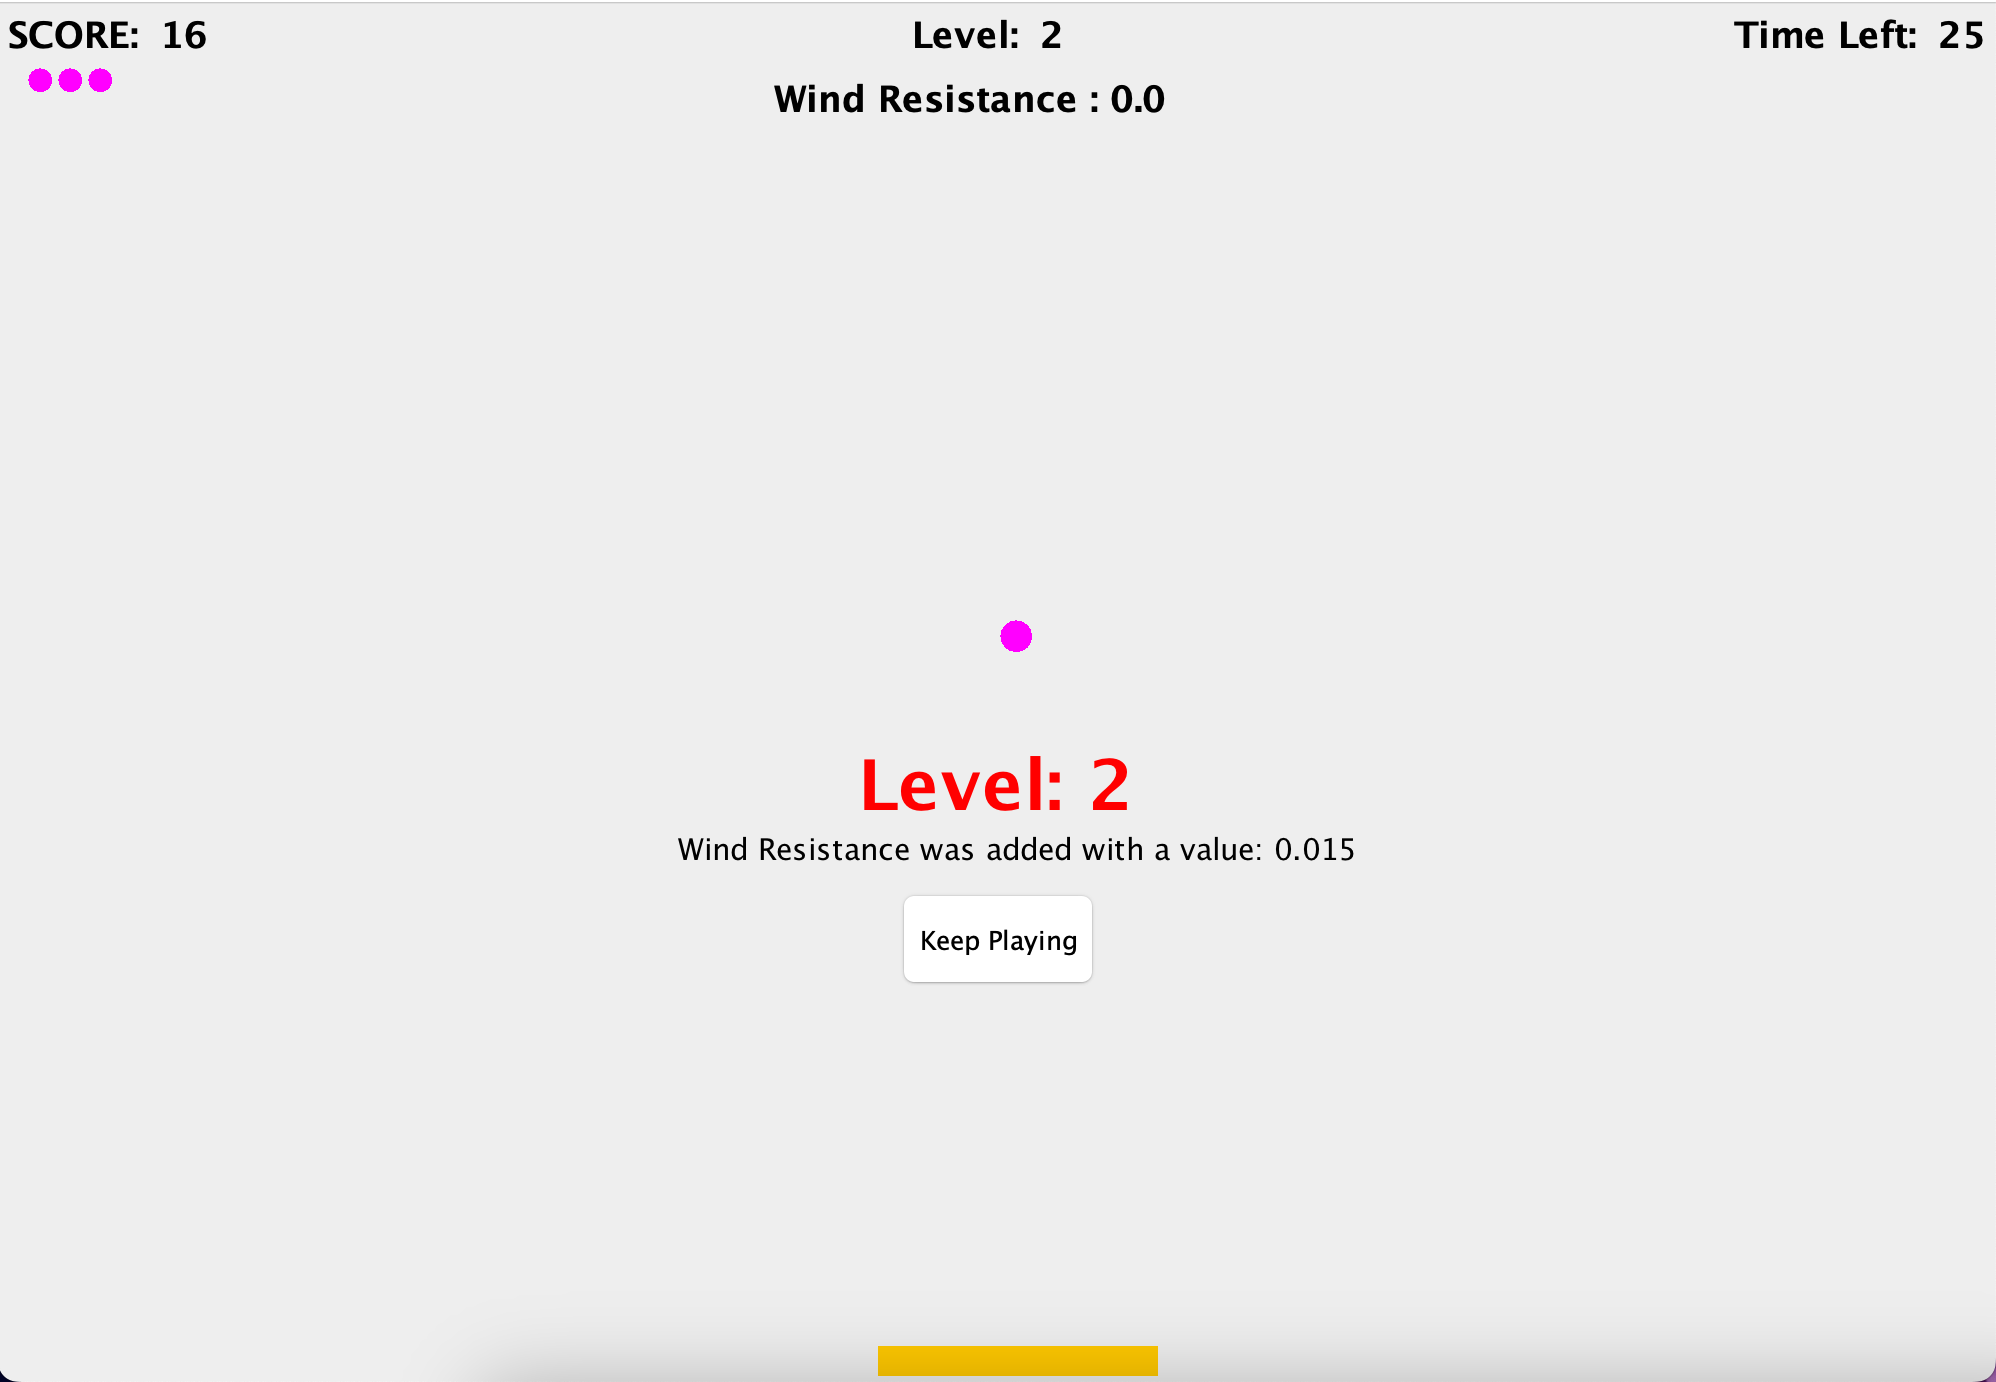 SCORE: 16
Level: 2
Time Left: 25
Wind Resistance : 0.0
Level: 2
Wind Resistance was added with a value: 0.015
Keep Playing